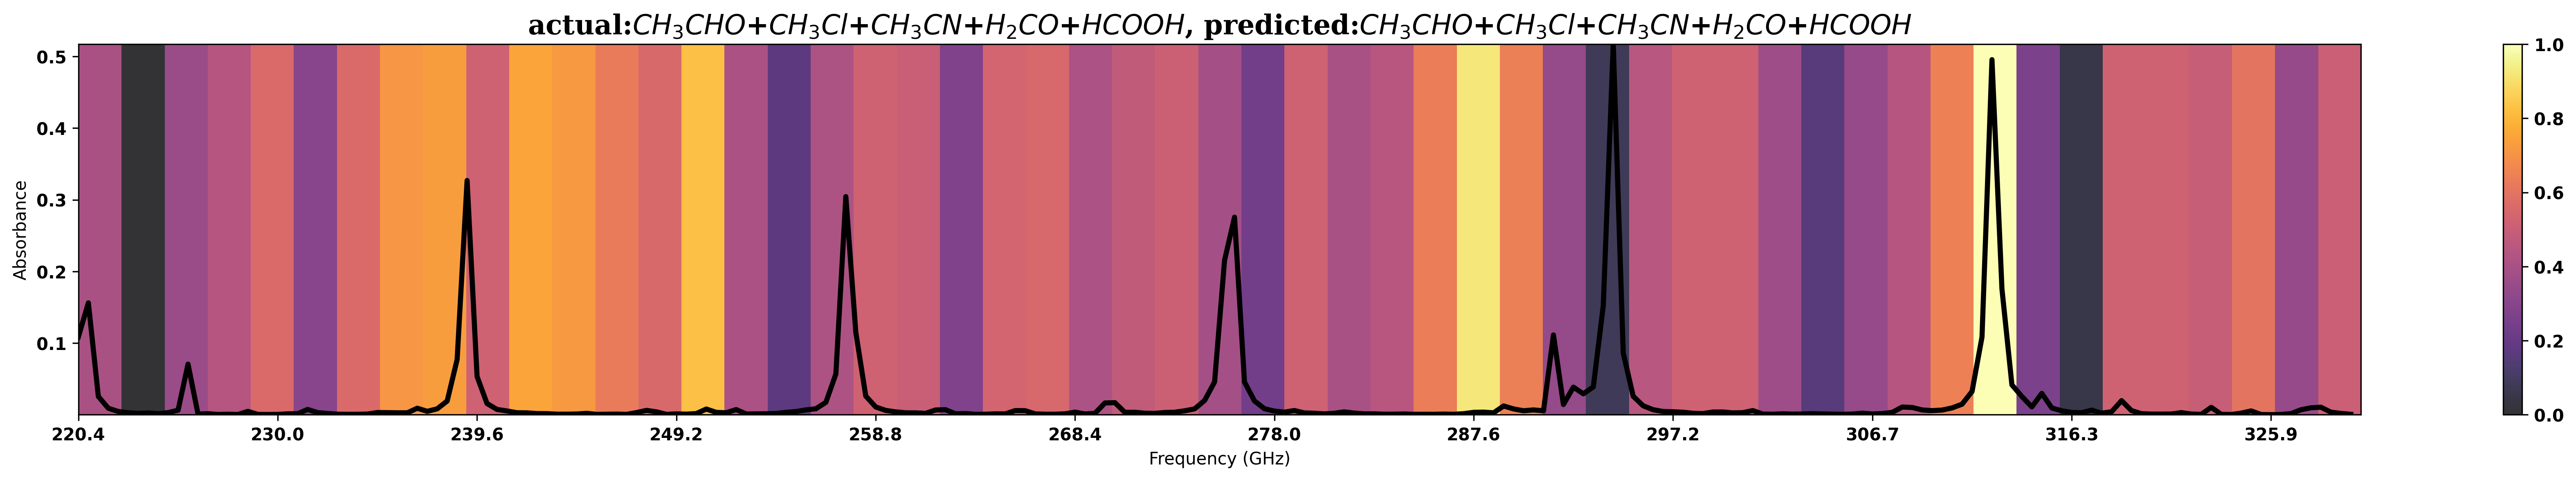 actual:CH₃CHO+CH₃Cl+CH₃CN+H₂CO+HCOOH, predicted:CH₃CHO+CH₃Cl+CH₃CN+H₂CO+HCOOH
0.5
0.4
0.3
0.2
0.1
Absorbance
220.4 230.0 239.6 249.2 258.8 268.4 278.0 287.6 297.2 306.7 316.3 325.9
Frequency (GHz)
1.0
0.8
0.6
0.4
0.2
0.0